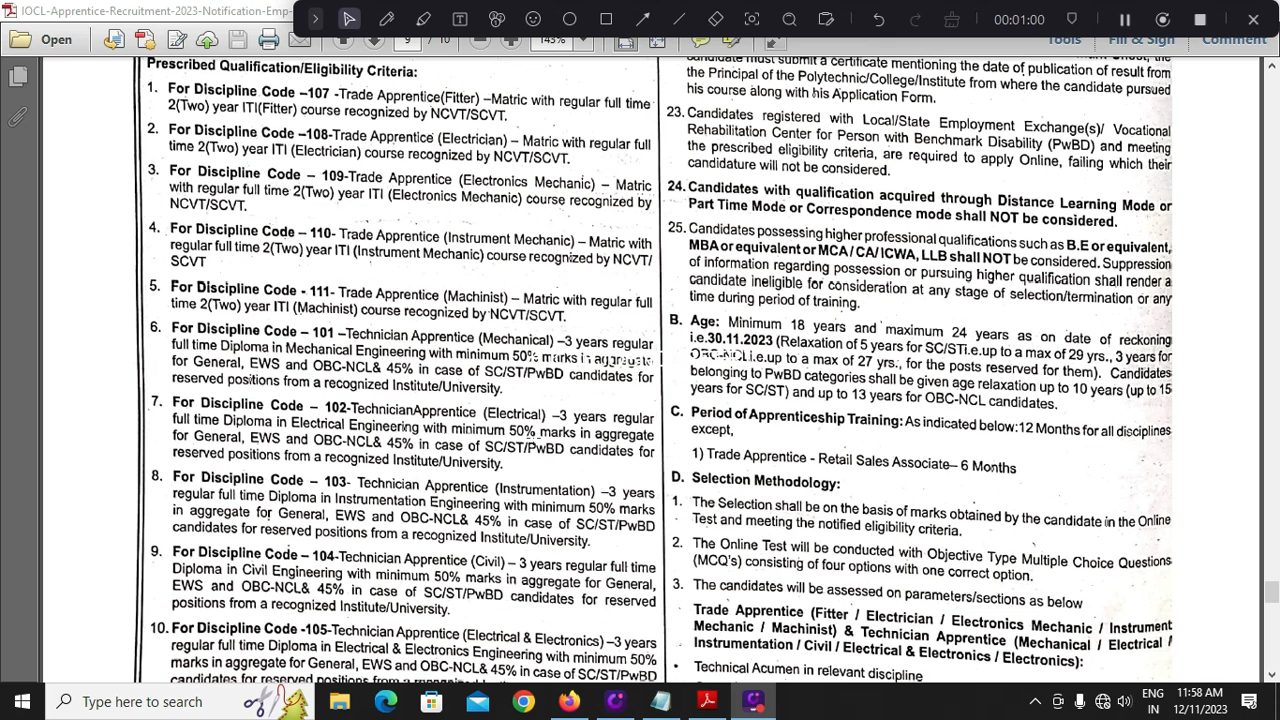 IOCL-Apprentice-Recruitment-2023-Notification-Emp-
00:01:00
Open
9 / 10
143%
Tools
Fill & Sign
Comment
Prescribed Qualification/Eligibility Criteria:
1. For Discipline Code –107 -Trade Apprentice(Fitter) –Matric with regular full time
2(Two) year ITI(Fitter) course recognized by NCVT/SCVT.
2. For Discipline Code –108-Trade Apprentice (Electrician) – Matric with regular full
time 2(Two) year ITI (Electrician) course recognized by NCVT/SCVT.
3. For Discipline Code – 109-Trade Apprentice (Electronics Mechanic) – Matric
with regular full time 2(Two) year ITI (Electronics Mechanic) course recognized by
NCVT/SCVT.
4. For Discipline Code – 110- Trade Apprentice (Instrument Mechanic) – Matric with
regular full time 2(Two) year ITI (Instrument Mechanic) course recognized by NCVT/
SCVT
5. For Discipline Code - 111- Trade Apprentice (Machinist) – Matric with regular full
time 2(Two) year ITI (Machinist) course recognized by NCVT/SCVT.
6. For Discipline Code – 101 –Technician Apprentice (Mechanical) –3 years regular
full time Diploma in Mechanical Engineering with minimum 50% marks in aggregate
for General, EWS and OBC-NCL& 45% in case of SC/ST/PwBD candidates for
reserved positions from a recognized Institute/University.
7. For Discipline Code – 102-TechnicianApprentice (Electrical) –3 years regular
full time Diploma in Electrical Engineering with minimum 50% marks in aggregate
for General, EWS and OBC-NCL& 45% in case of SC/ST/PwBD candidates for
reserved positions from a recognized Institute/University.
8. For Discipline Code – 103- Technician Apprentice (Instrumentation) –3 years
regular full time Diploma in Instrumentation Engineering with minimum 50% marks
in aggregate for General, EWS and OBC-NCL& 45% in case of SC/ST/PwBD
candidates for reserved positions from a recognized Institute/University.
9. For Discipline Code – 104-Technician Apprentice (Civil) – 3 years regular full time
Diploma in Civil Engineering with minimum 50% marks in aggregate for General,
EWS and OBC-NCL& 45% in case of SC/ST/PwBD candidates for reserved
positions from a recognized Institute/University.
10. For Discipline Code -105-Technician Apprentice (Electrical & Electronics) –3 years
regular full time Diploma in Electrical & Electronics Engineering with minimum 50%
marks in aggregate for General, EWS and OBC-NCL& 45% in case of SC/ST/PwBD
candidates for reserved positions from a recognized Institute/University.
candidate must submit a certificate mentioning the date of publication of result from
the Principal of the Polytechnic/College/Institute from where the candidate pursued
his course along with his Application Form.
23. Candidates registered with Local/State Employment Exchange(s)/ Vocational
Rehabilitation Center for Person with Benchmark Disability (PwBD) and meeting
the prescribed eligibility criteria, are required to apply Online, failing which their
candidature will not be considered.
24. Candidates with qualification acquired through Distance Learning Mode or
Part Time Mode or Correspondence mode shall NOT be considered.
25. Candidates possessing higher professional qualifications such as B.E or equivalent,
MBA or equivalent or MCA / CA/ ICWA, LLB shall NOT be considered. Suppression
of information regarding possession or pursuing higher qualification shall render a
candidate ineligible for consideration at any stage of selection/termination or any
time during period of training.
B. Age: Minimum 18 years and maximum 24 years as on date of reckoning
i.e.30.11.2023 (Relaxation of 5 years for SC/STi.e.up to a max of 29 yrs., 3 years for
OBC-NCL i.e.up to a max of 27 yrs., for the posts reserved for them). Candidates
belonging to PwBD categories shall be given age relaxation up to 10 years (up to 15
years for SC/ST) and up to 13 years for OBC-NCL candidates.
C. Period of Apprenticeship Training: As indicated below:12 Months for all disciplines
except,
1) Trade Apprentice - Retail Sales Associate– 6 Months
D. Selection Methodology:
1. The Selection shall be on the basis of marks obtained by the candidate in the Online
Test and meeting the notified eligibility criteria.
2. The Online Test will be conducted with Objective Type Multiple Choice Questions
(MCQ's) consisting of four options with one correct option.
3. The candidates will be assessed on parameters/sections as below
Trade Apprentice (Fitter / Electrician / Electronics Mechanic / Instrument
Mechanic / Machinist) & Technician Apprentice (Mechanical / Electrical /
Instrumentation / Civil / Electrical & Electronics / Electronics):
• Technical Acumen in relevant discipline
Type here to search
ENG
IN
11:58 AM
12/11/2023